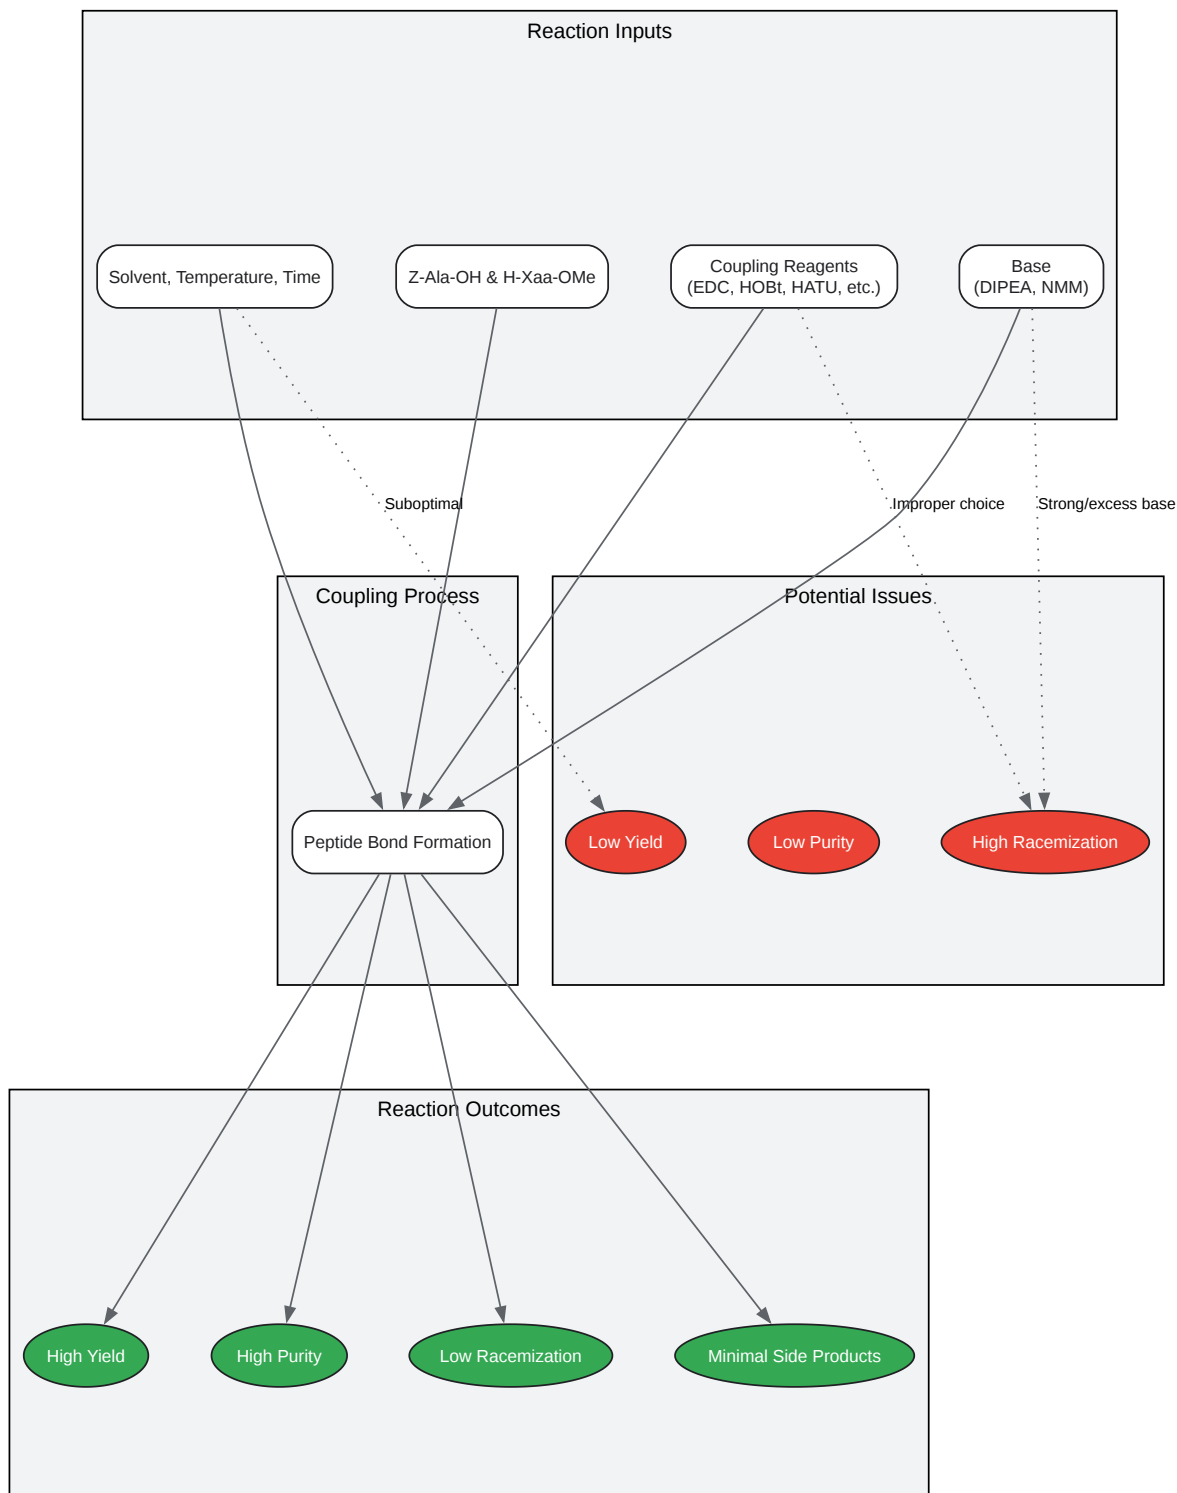 Reaction Inputs
Solvent, Temperature, Time
Z-Ala-OH & H-Xaa-OMe
Coupling Reagents
(EDC, HOBt, HATU, etc.)
Base
(DIPEA, NMM)
Suboptimal
Improper choice
Strong/excess base
Coupling Process
Potential Issues
Peptide Bond Formation
Low Yield
Low Purity
High Racemization
Reaction Outcomes
High Yield
High Purity
Low Racemization
Minimal Side Products